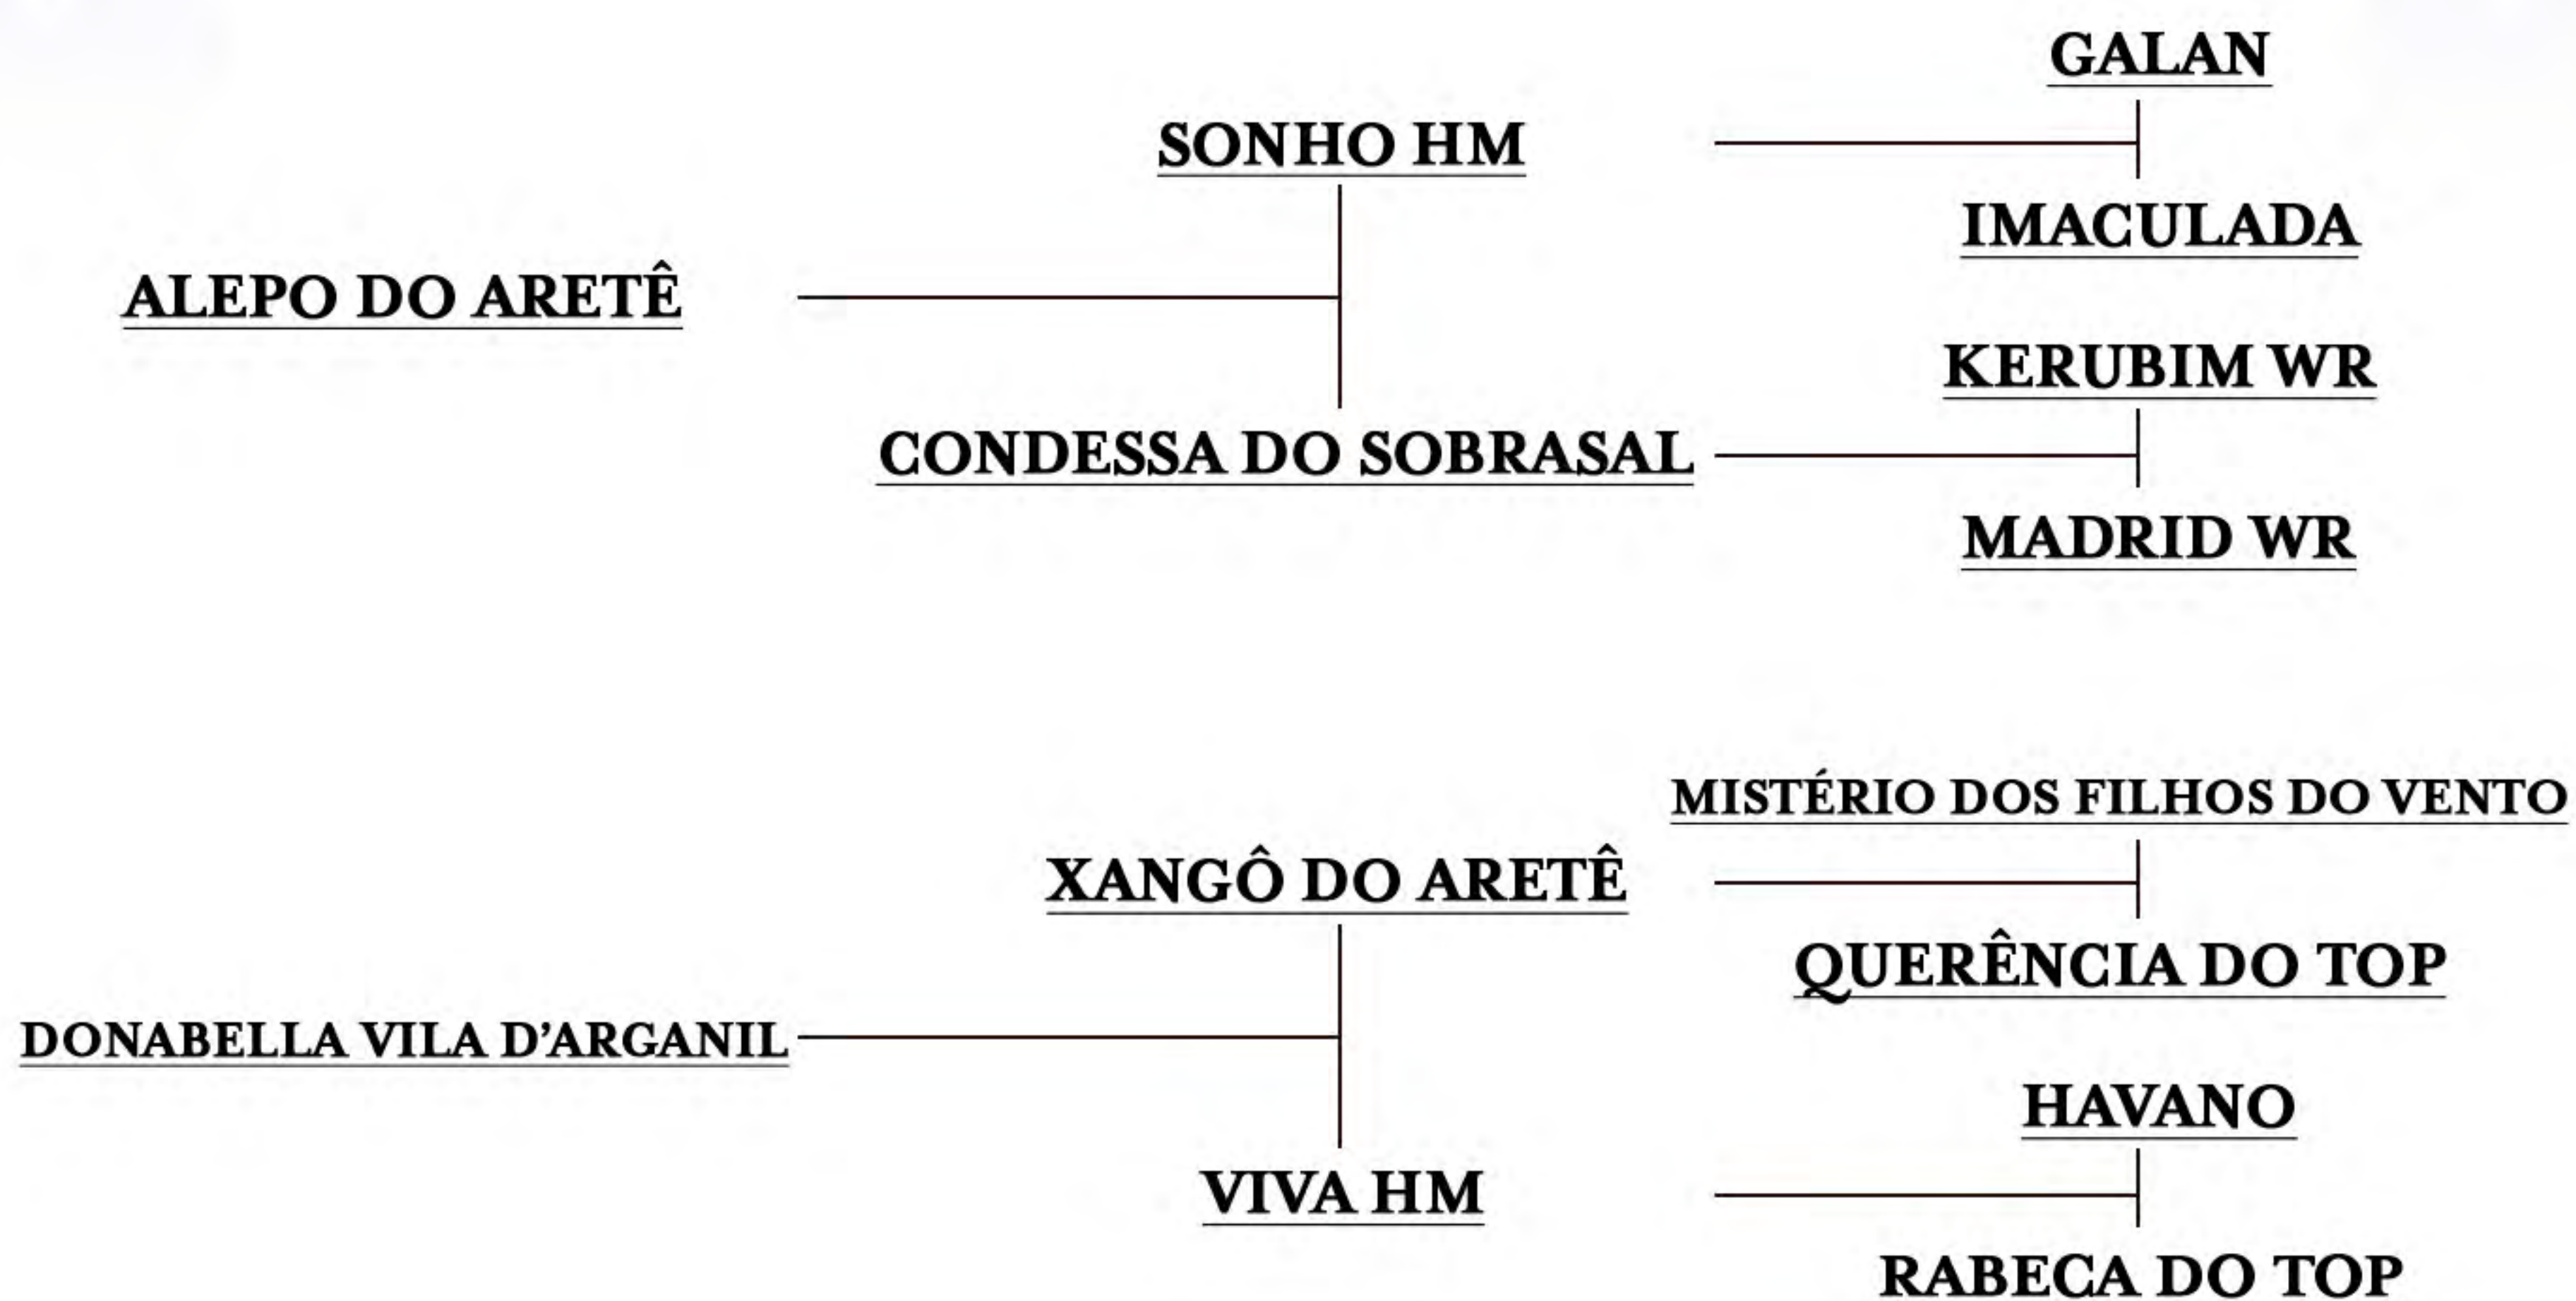 GALAN
SONHO HM
IMACULADA
ALEPO DO ARETÊ
KERUBIM WR
CONDESSA DO SOBRASAL
MADRID WR
MISTÉRIO DOS FILHOS DO VENTO
XANGÔ DO ARETÊ
QUERÊNCIA DO TOP
DONABELLA VILA D’ARGANIL
HAVANO
VIVA HM
RABECA DO TOP